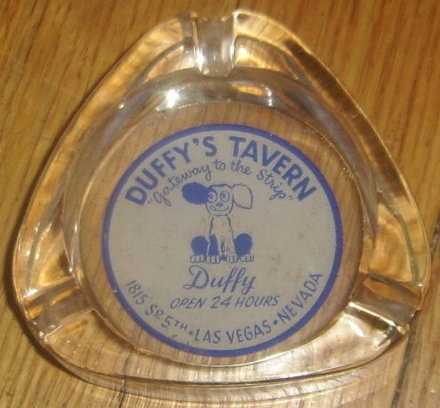 DUFFY'S TAVERN
"Gateway to the Strip"
Duffy
OPEN 24 HOURS
1815 So. 5TH • LAS VEGAS • NEVADA